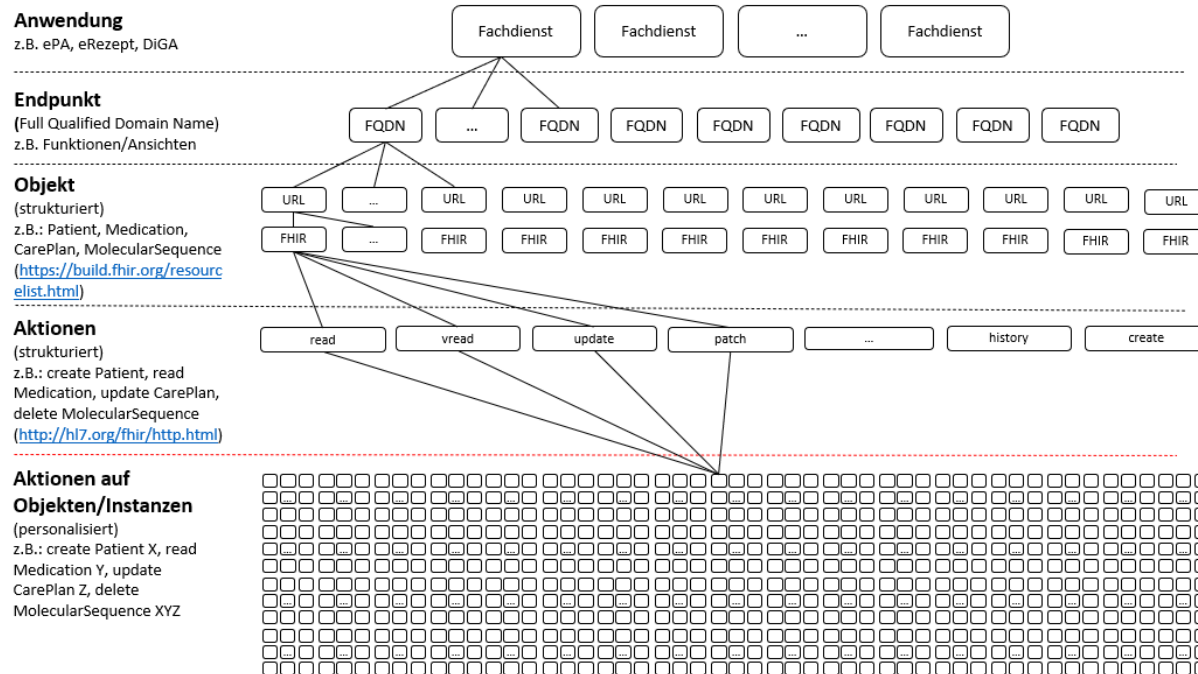 Anwendung
z.B. ePA, eRezept, DiGA
Fachdienst
Fachdienst
...
Fachdienst
Endpunkt
(Full Qualified Domain Name)
z.B. Funktionen/Ansichten
FQDN
...
FQDN
FQDN
FQDN
FQDN
FQDN
FQDN
FQDN
Objekt
(strukturiert)
z.B.: Patient, Medication,
CarePlan, MolecularSequence
(https://build.fhir.org/resourc
elist.html)
URL
...
URL
URL
URL
URL
URL
URL
URL
URL
URL
URL
FHIR
...
FHIR
FHIR
FHIR
FHIR
FHIR
FHIR
FHIR
FHIR
FHIR
FHIR
Aktionen
(strukturiert)
z.B.: create Patient, read
Medication, update CarePlan,
delete MolecularSequence
(http://hl7.org/fhir/http.html)
read
vread
update
patch
...
history
create
Aktionen auf
Objekten/Instanzen
(personalisiert)
z.B.: create Patient X, read
Medication Y, update
CarePlan Z, delete
MolecularSequence XYZ
... ... ... ... ... ... ... ... ... ... ... ... ... ... ... ... ...
... ... ... ... ... ... ... ... ... ... ... ... ... ... ... ... ...
... ... ... ... ... ... ... ... ... ... ... ... ... ... ... ... ...
... ... ... ... ... ... ... ... ... ... ... ... ... ... ... ... ...